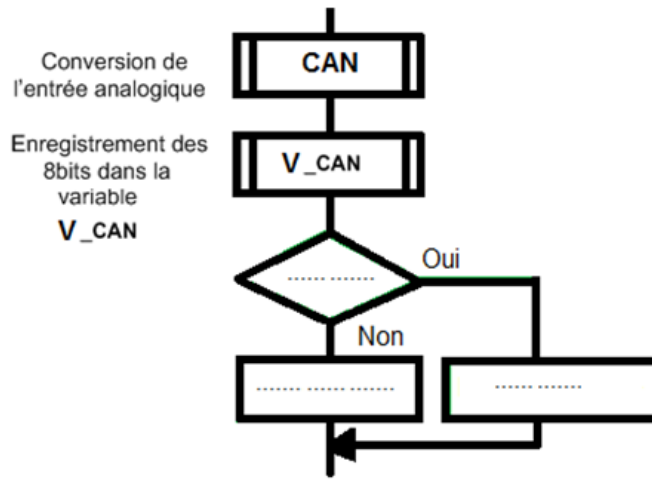 Conversion de
l'entrée analogique
CAN
Enregistrement des
8bits dans la
variable
V_CAN
V_CAN
...... .......
Oui
Non
....... ...... .......
...... .......